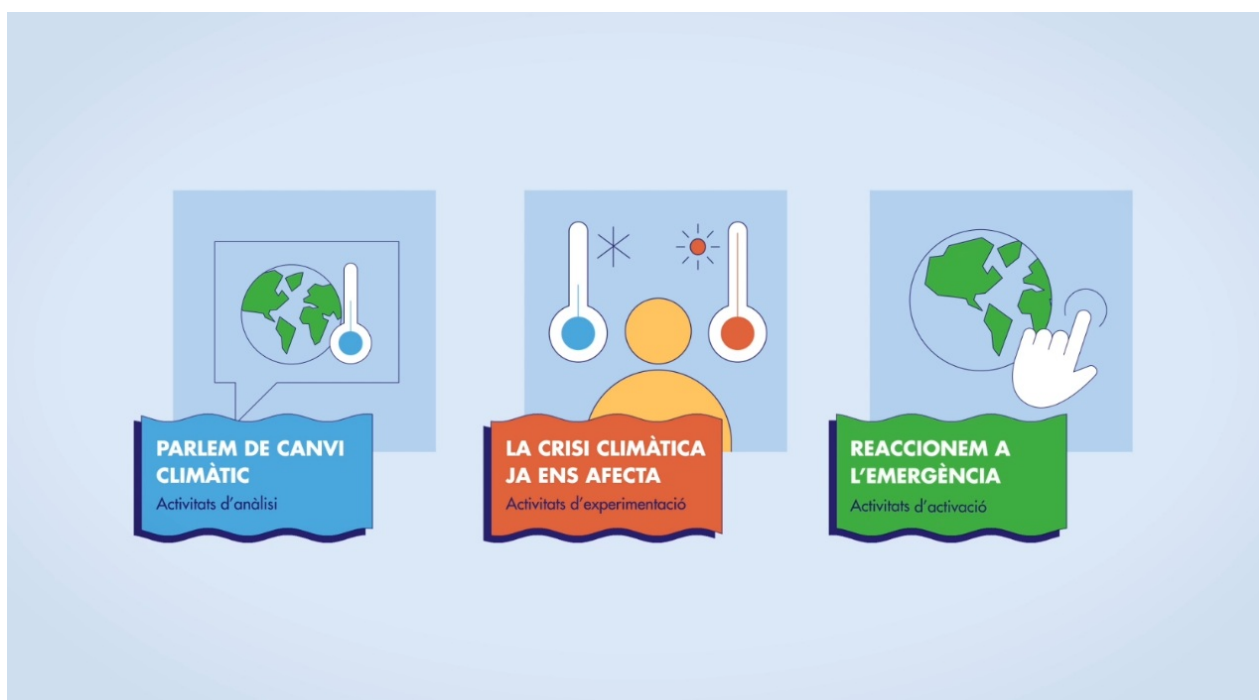 PARLEM DE CANVI
CLIMÀTIC
Activitats d'anàlisi
LA CRISI CLIMÀTICA
JA ENS AFECTA
Activitats d'experimentació
REACCIONEM A
L'EMERGÈNCIA
Activitats d'activació